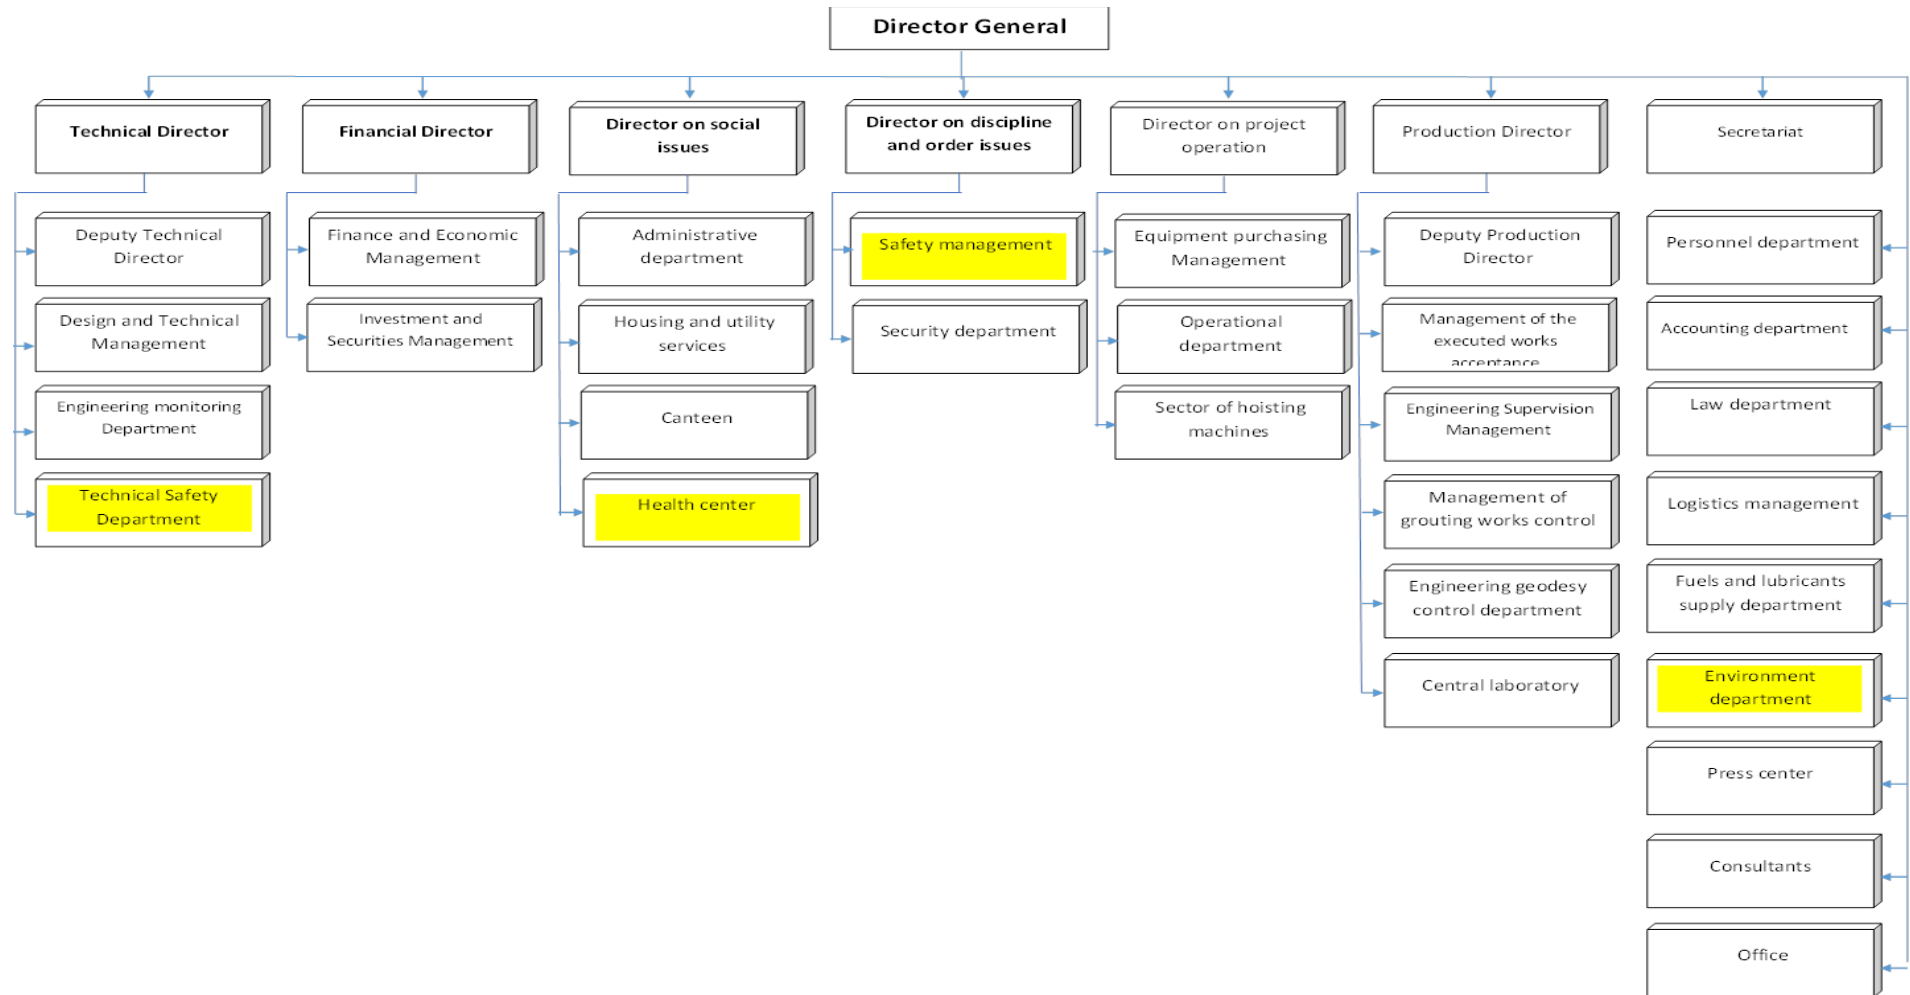 Director General
Technical Director
Financial Director
Director on social
issues
Director on discipline
and order issues
Director on project
operation
Production Director
Secretariat
Deputy Technical
Director
Design and Technical
Management
Engineering monitoring
Department
Technical Safety
Department
Finance and Economic
Management
Investment and
Securities Management
Administrative
department
Housing and utility
services
Canteen
Health center
Safety management
Security department
Equipment purchasing
Management
Operational
department
Sector of hoisting
machines
Deputy Production
Director
Management of the
executed works
acceptance
Engineering Supervision
Management
Management of
grouting works control
Engineering geodesy
control department
Central laboratory
Personnel department
Accounting department
Law department
Logistics management
Fuels and lubricants
supply department
Environment
department
Press center
Consultants
Office